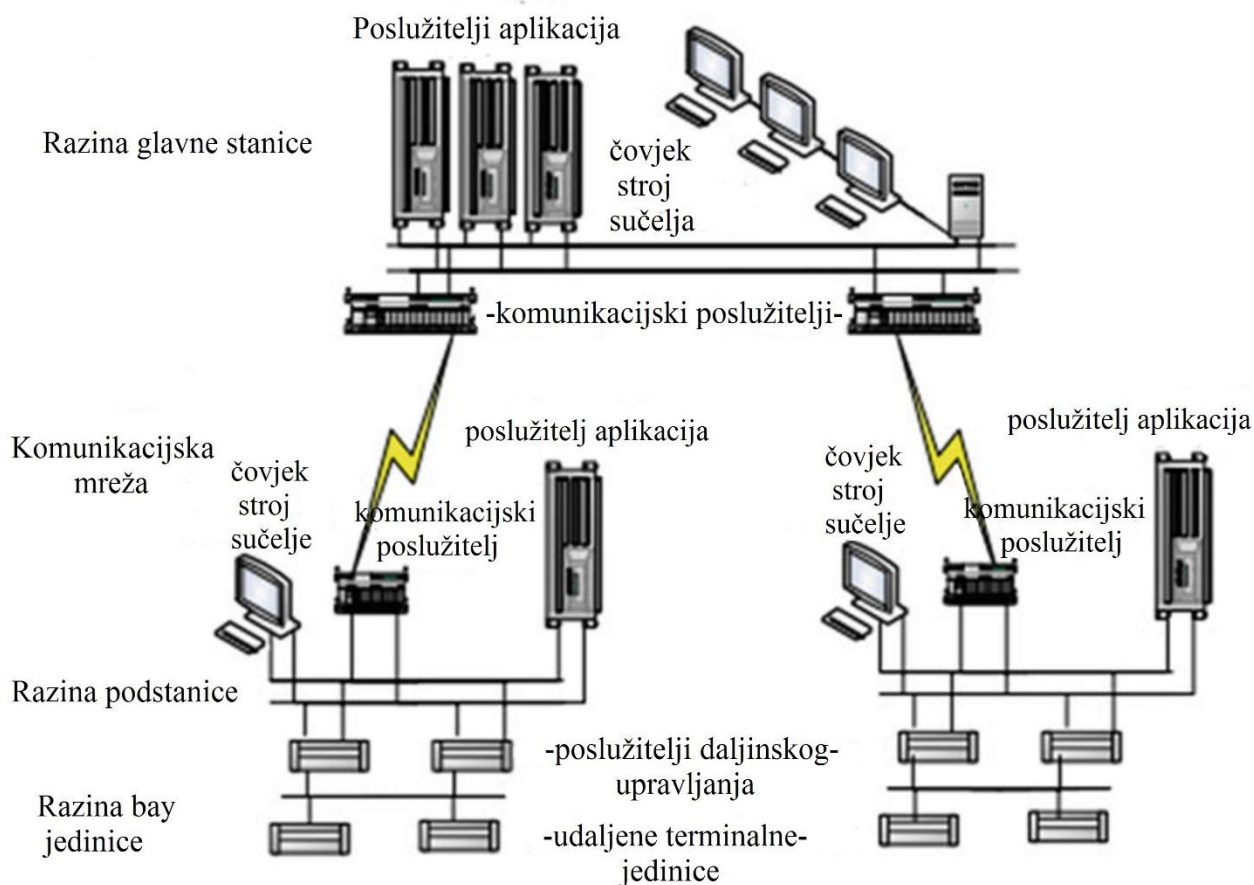 Poslužitelji aplikacija
Razina glavne stanice
čovjek
stroj
sučelja
-komunikacijski poslužitelji-
Komunikacijska
mreža
čovjek
stroj
sučelje
poslužitelj aplikacija
komunikacijski
poslužitelj
čovjek
stroj
sučelje
poslužitelj aplikacija
komunikacijski
poslužitelj
Razina podstanice
-poslužitelji daljinskog-
upravljanja
Razina bay
jedinice
-udaljene terminalne-
jedinice